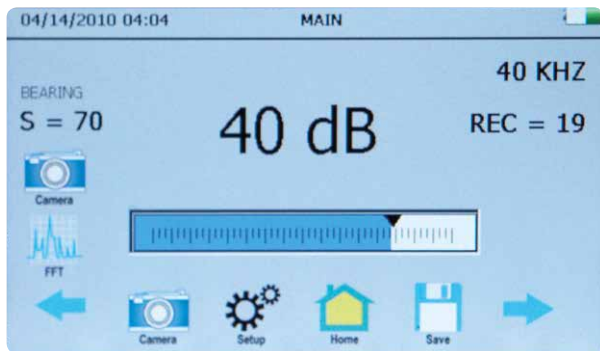 04/14/2010 04:04 MAIN
40 KHZ
BEARING
S = 70
40 dB
REC = 19
Camera
FFT
Camera Setup Home Save